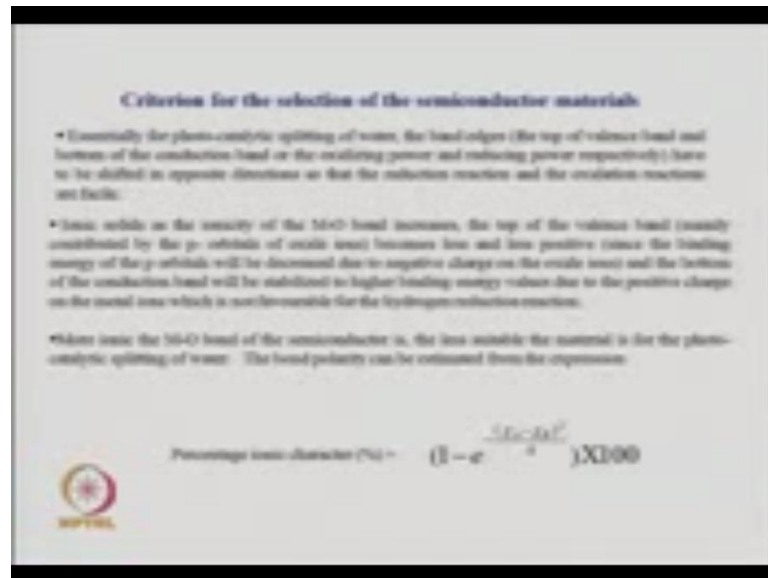 Criterion for the selection of the semiconductor materials
• Essentially for photo-catalytic splitting of water, the band edges (the top of valence band and
bottom of the conduction band or the oxidizing power and reducing power respectively) have
to be shifted in opposite directions so that the reduction reaction and the oxidation reactions
are facile.
• Ionic solids as the ionicity of the M-O bond increases, the top of the valence band (mainly
contributed by the p- orbitals of oxide ions) becomes less and less positive (since the binding
energy of the p orbitals will be decreased due to negative charge on the oxide ions) and the bottom
of the conduction band will be stabilized to higher binding energy values due to the positive charge
on the metal ions which is not favourable for the hydrogen reduction reaction.
• More ionic the M-O bond of the semiconductor is, the less suitable the material is for the photo-
catalytic splitting of water. The bond polarity can be estimated from the expression
Percentage ionic character (%) = (1-e )X100
NPTEL